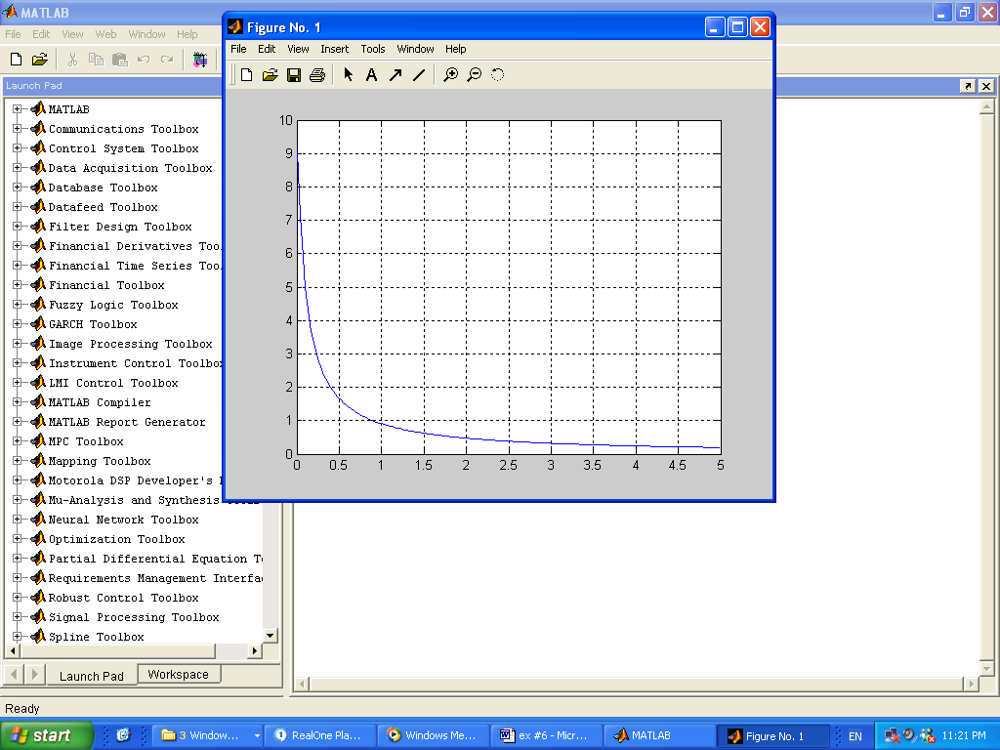 MATLAB
File Edit View Web Window Help
Launch Pad
MATLAB
Communications Toolbox
Control System Toolbox
Data Acquisition Toolbox
Database Toolbox
Datafeed Toolbox
Filter Design Toolbox
Financial Derivatives Too
Financial Time Series Too
Financial Toolbox
Fuzzy Logic Toolbox
GARCH Toolbox
Image Processing Toolbox
Instrument Control Toolbo
LMI Control Toolbox
MATLAB Compiler
MATLAB Report Generator
MPC Toolbox
Mapping Toolbox
Motorola DSP Developer's
Mu-Analysis and Synthesis
Neural Network Toolbox
Optimization Toolbox
Partial Differential Equation T
Requirements Management Interfa
Robust Control Toolbox
Signal Processing Toolbox
Spline Toolbox
Launch Pad Workspace
Ready
Figure No. 1
File Edit View Insert Tools Window Help
A
10
9
8
7
6
5
4
3
2
1
0
0 0.5 1 1.5 2 2.5 3 3.5 4 4.5 5
start 3 Window... RealOne Pla... Windows Me... ex #6 - Micr... MATLAB Figure No. 1 EN 11:21 PM